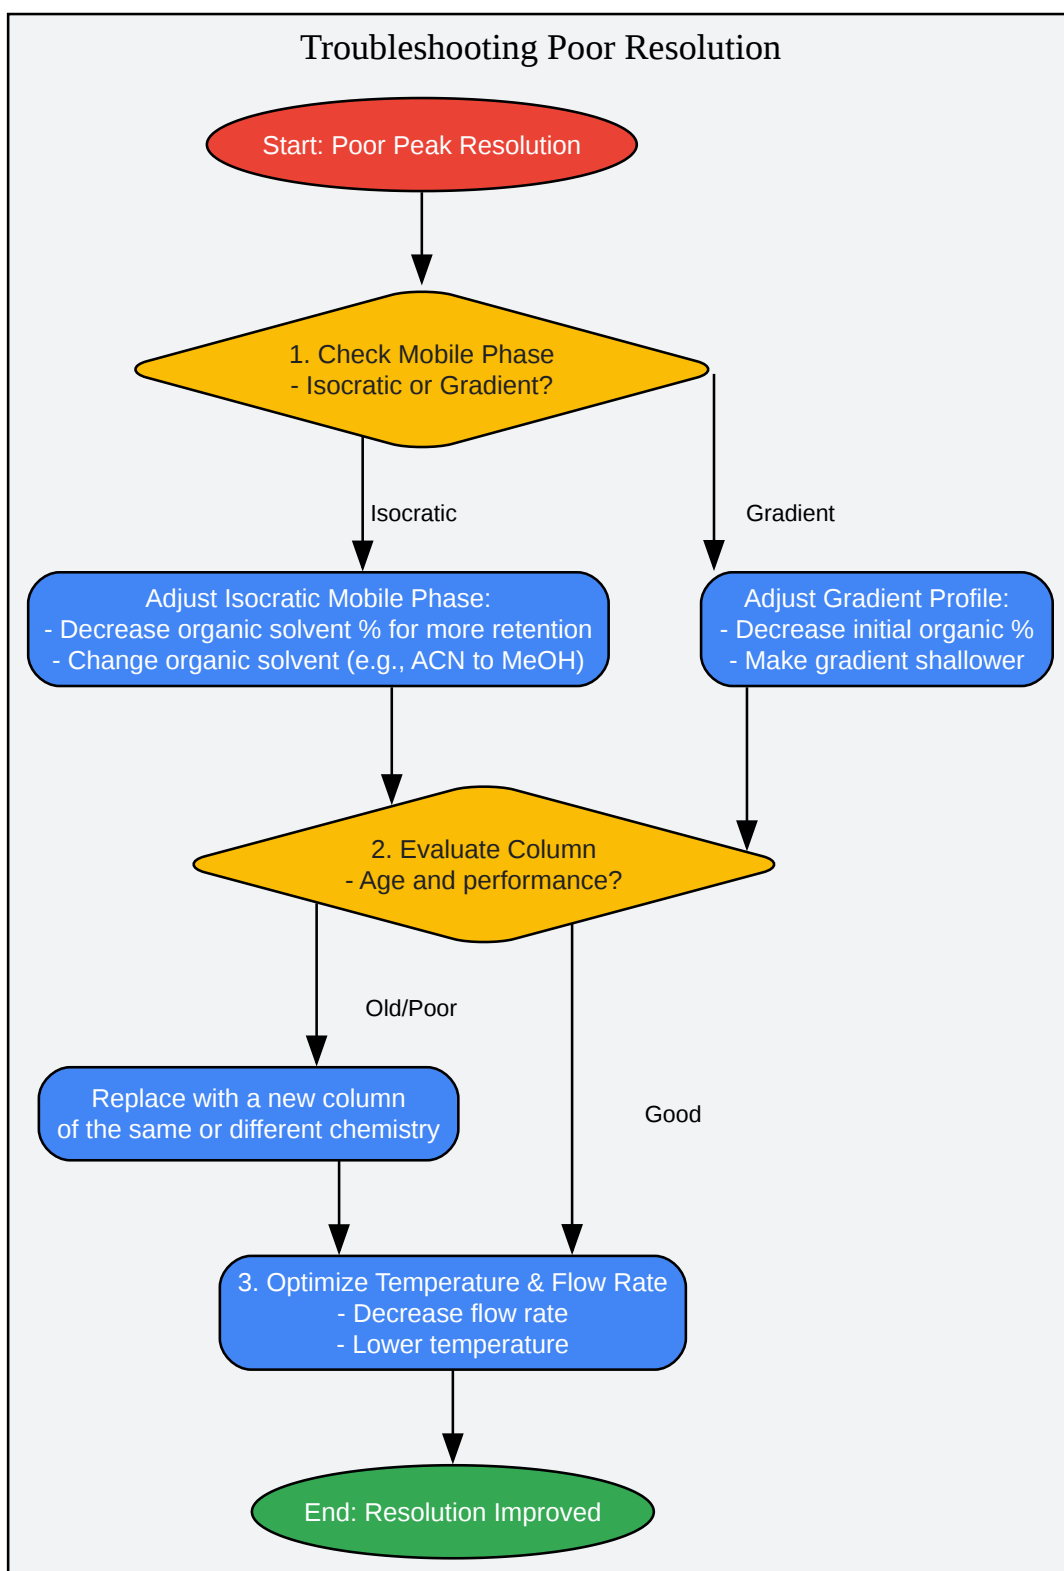 Troubleshooting Poor Resolution
Start: Poor Peak Resolution
1. Check Mobile Phase
- Isocratic or Gradient?
Isocratic
Gradient
Adjust Isocratic Mobile Phase:
- Decrease organic solvent % for more retention
- Change organic solvent (e.g., ACN to MeOH)
Adjust Gradient Profile:
- Decrease initial organic %
- Make gradient shallower
2. Evaluate Column
- Age and performance?
Old/Poor
Good
Replace with a new column
of the same or different chemistry
3. Optimize Temperature & Flow Rate
- Decrease flow rate
- Lower temperature
End: Resolution Improved